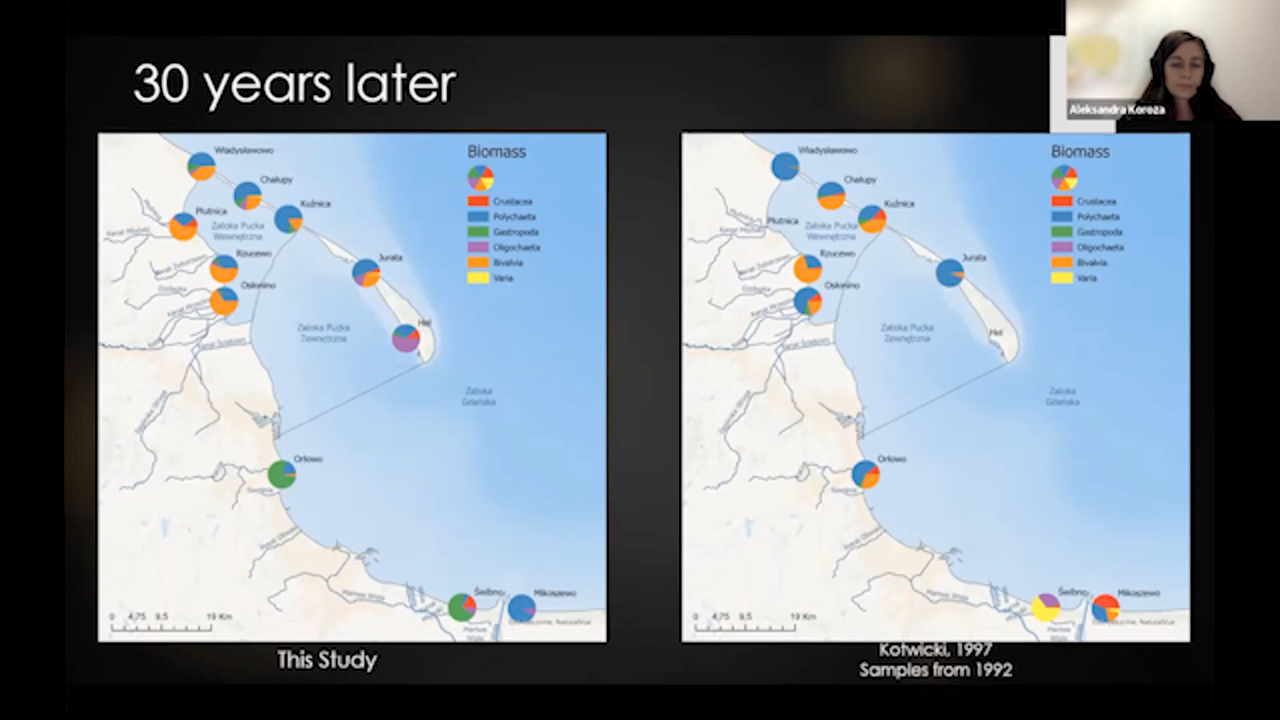 30 years later
Aleksandra Koroza
Biomass
Crustacea
Polychaeta
Gastropoda
Oligochaeta
Bivalvia
Varia
Władysławowo
Chałupy
Kuźnica
Płutnica
Zatoka Pucka
Wewnętrzna
Rzucewo
Osłonino
Jurata
Hel
Zatoka Pucka
Zewnętrzna
Zatoka
Gdańska
Orłowo
Świbno
Mikoszewo
0 4,75 9,5 19 Km
This Study
Biomass
Crustacea
Polychaeta
Gastropoda
Oligochaeta
Bivalvia
Varia
Władysławowo
Chałupy
Kuźnica
Płutnica
Zatoka Pucka
Wewnętrzna
Rzucewo
Osłonino
Jurata
Hel
Zatoka Pucka
Zewnętrzna
Zatoka
Gdańska
Orłowo
Świbno
Mikoszewo
0 4,75 9,5 19 Km
Kotwicki, 1997
Samples from 1992